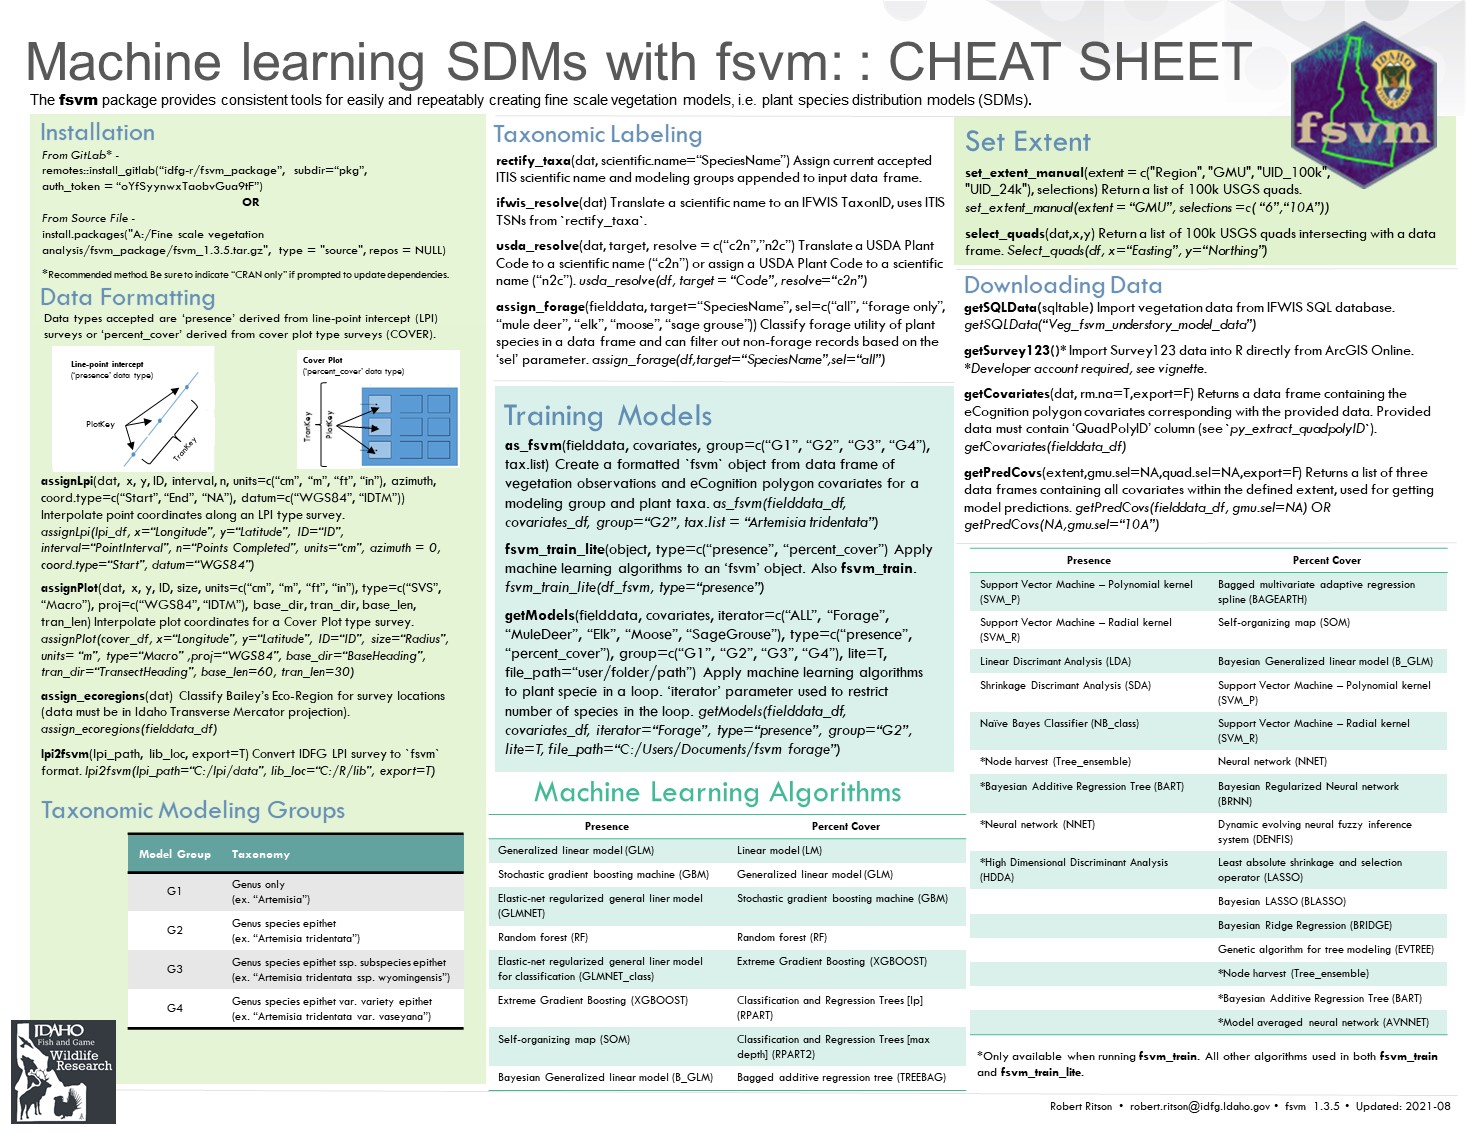 Machine learning SDMs with fsvm: : CHEAT SHEET
The fsvm package provides consistent tools for easily and repeatably creating fine scale vegetation models, i.e. plant species distribution models (SDMs).
IDAHO
FISH AND GAME
fsvm
Installation
From GitLab* -
remotes::install_gitlab(“idfg-r/fsvm_package”, subdir=“pkg”,
auth_token = “oYfSyynwxTaobvGua9tF”)
OR
From Source File -
install.packages("A:/Fine scale vegetation
analysis/fsvm_package/fsvm_1.3.5.tar.gz", type = "source", repos = NULL)
*Recommended method. Be sure to indicate “CRAN only” if prompted to update dependencies.
Data Formatting
Data types accepted are ‘presence’ derived from line-point intercept (LPI)
surveys or ‘percent_cover’ derived from cover plot type surveys (COVER).
Line-point intercept
(‘presence’ data type)
PlotKey
TranKey
Cover Plot
(‘percent_cover’ data type)
TranKey
PlotKey
assignLpi(dat, x, y, ID, interval, n, units=c(“cm”, “m”, “ft”, “in”), azimuth,
coord.type=c(“Start”, “End”, “NA”), datum=c(“WGS84”, “IDTM”))
Interpolate point coordinates along an LPI type survey.
assignLpi(lpi_df, x=“Longitude”, y=“Latitude”, ID=“ID”,
interval=“PointInterval”, n=“Points Completed”, units=“cm”, azimuth = 0,
coord.type=“Start”, datum=“WGS84”)
assignPlot(dat, x, y, ID, size, units=c(“cm”, “m”, “ft”, “in”), type=c(“SVS”,
“Macro”), proj=c(“WGS84”, “IDTM”), base_dir, tran_dir, base_len,
tran_len) Interpolate plot coordinates for a Cover Plot type survey.
assignPlot(cover_df, x=“Longitude”, y=“Latitude”, ID=“ID”, size=“Radius”,
units= “m”, type=“Macro” ,proj=“WGS84”, base_dir=“BaseHeading”,
tran_dir=“TransectHeading”, base_len=60, tran_len=30)
assign_ecoregions(dat) Classify Bailey’s Eco-Region for survey locations
(data must be in Idaho Transverse Mercator projection).
assign_ecoregions(fielddata_df)
lpi2fsvm(lpi_path, lib_loc, export=T) Convert IDFG LPI survey to `fsvm`
format. lpi2fsvm(lpi_path=“C:/lpi/data”, lib_loc=“C:/R/lib”, export=T)
Taxonomic Modeling Groups
Model Group Taxonomy
G1 Genus only
(ex. “Artemisia”)
G2 Genus species epithet
(ex. “Artemisia tridentata”)
G3 Genus species epithet ssp. subspecies epithet
(ex. “Artemisia tridentata ssp. wyomingensis”)
G4 Genus species epithet var. variety epithet
(ex. “Artemisia tridentata var. vaseyana”)
IDAHO
Fish and Game
Wildlife
Research
Taxonomic Labeling
rectify_taxa(dat, scientific.name=“SpeciesName”) Assign current accepted
ITIS scientific name and modeling groups appended to input data frame.
ifwis_resolve(dat) Translate a scientific name to an IFWIS TaxonID, uses ITIS
TSNs from `rectify_taxa`.
usda_resolve(dat, target, resolve = c(“c2n”,”n2c”) Translate a USDA Plant
Code to a scientific name (“c2n”) or assign a USDA Plant Code to a scientific
name (“n2c”). usda_resolve(df, target = “Code”, resolve=“c2n”)
assign_forage(fielddata, target=“SpeciesName”, sel=c(“all”, “forage only”,
“mule deer”, “elk”, “moose”, “sage grouse”)) Classify forage utility of plant
species in a data frame and can filter out non-forage records based on the
‘sel’ parameter. assign_forage(df,target=“SpeciesName”,sel=“all”)
Training Models
as_fsvm(fielddata, covariates, group=c(“G1”, “G2”, “G3”, “G4”),
tax.list) Create a formatted `fsvm` object from data frame of
vegetation observations and eCognition polygon covariates for a
modeling group and plant taxa. as_fsvm(fielddata_df,
covariates_df, group=“G2”, tax.list = “Artemisia tridentata”)
fsvm_train_lite(object, type=c(“presence”, “percent_cover”) Apply
machine learning algorithms to an ‘fsvm’ object. Also fsvm_train.
fsvm_train_lite(df_fsvm, type=“presence”)
getModels(fielddata, covariates, iterator=c(“ALL”, “Forage”,
“MuleDeer”, “Elk”, “Moose”, “SageGrouse”), type=c(“presence”,
“percent_cover”), group=c(“G1”, “G2”, “G3”, “G4”), lite=T,
file_path=“user/folder/path”) Apply machine learning algorithms
to plant specie in a loop. ‘iterator’ parameter used to restrict
number of species in the loop. getModels(fielddata_df,
covariates_df, iterator=“Forage”, type=“presence”, group=“G2”,
lite=T, file_path=“C:/Users/Documents/fsvm forage”)
Machine Learning Algorithms
Presence Percent Cover
Generalized linear model (GLM) Linear model (LM)
Stochastic gradient boosting machine (GBM) Generalized linear model (GLM)
Elastic-net regularized general liner model Stochastic gradient boosting machine (GBM)
(GLMNET)
Random forest (RF) Random forest (RF)
Elastic-net regularized general liner model Extreme Gradient Boosting (XGBOOST)
for classification (GLMNET_class)
Extreme Gradient Boosting (XGBOOST) Classification and Regression Trees [lp]
(RPART)
Self-organizing map (SOM) Classification and Regression Trees [max
depth] (RPART2)
Bayesian Generalized linear model (B_GLM) Bagged additive regression tree (TREEBAG)
Set Extent
set_extent_manual(extent = c("Region", "GMU", "UID_100k",
"UID_24k"), selections) Return a list of 100k USGS quads.
set_extent_manual(extent = “GMU”, selections =c( “6”,“10A”))
select_quads(dat,x,y) Return a list of 100k USGS quads intersecting with a data
frame. Select_quads(df, x=“Easting”, y=“Northing”)
Downloading Data
getSQLData(sqltable) Import vegetation data from IFWIS SQL database.
getSQLData(“Veg_fsvm_understory_model_data”)
getSurvey123()* Import Survey123 data into R directly from ArcGIS Online.
*Developer account required, see vignette.
getCovariates(dat, rm.na=T,export=F) Returns a data frame containing the
eCognition polygon covariates corresponding with the provided data. Provided
data must contain ‘QuadPolyID’ column (see `py_extract_quadpolyID`).
getCovariates(fielddata_df)
getPredCovs(extent,gmu.sel=NA,quad.sel=NA,export=F) Returns a list of three
data frames containing all covariates within the defined extent, used for getting
model predictions. getPredCovs(fielddata_df, gmu.sel=NA) OR
getPredCovs(NA,gmu.sel=“10A”)
Presence Percent Cover
Support Vector Machine – Polynomial kernel Bagged multivariate adaptive regression
(SVM_P) spline (BAGEARTH)
Support Vector Machine – Radial kernel Self-organizing map (SOM)
(SVM_R)
Linear Discrimant Analysis (LDA) Bayesian Generalized linear model (B_GLM)
Shrinkage Discrimant Analysis (SDA) Support Vector Machine – Polynomial kernel
(SVM_P)
Naïve Bayes Classifier (NB_class) Support Vector Machine – Radial kernel
(SVM_R)
*Node harvest (Tree_ensemble) Neural network (NNET)
*Bayesian Additive Regression Tree (BART) Bayesian Regularized Neural network
(BRNN)
*Neural network (NNET) Dynamic evolving neural fuzzy inference
system (DENFIS)
*High Dimensional Discriminant Analysis Least absolute shrinkage and selection
(HDDA) operator (LASSO)
Bayesian LASSO (BLASSO)
Bayesian Ridge Regression (BRIDGE)
Genetic algorithm for tree modeling (EVTREE)
*Node harvest (Tree_ensemble)
*Bayesian Additive Regression Tree (BART)
*Model averaged neural network (AVNNET)
*Only available when running fsvm_train. All other algorithms used in both fsvm_train
and fsvm_train_lite.
Robert Ritson • robert.ritson@idfg.Idaho.gov • fsvm 1.3.5 • Updated: 2021-08